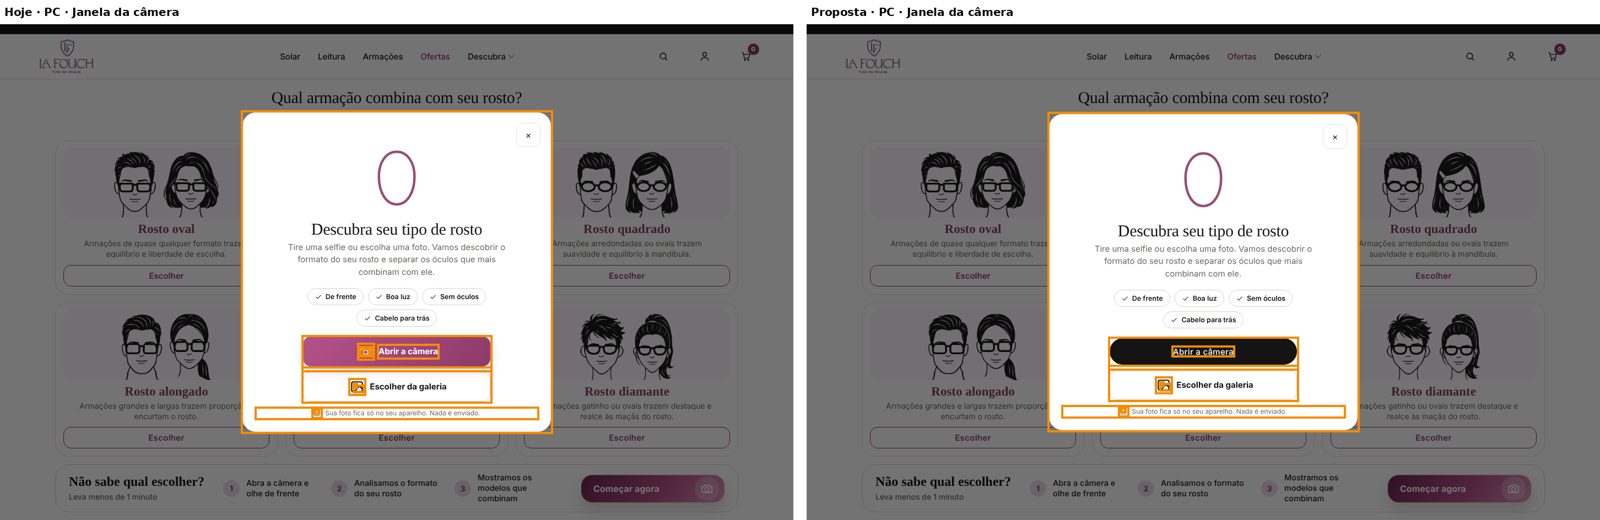 Hoje · PC · Janela da câmera
LA FOUCH
Solar Leitura Armações Ofertas Descubra
0
Qual armação combina com seu rosto?
Rosto oval
Armações de quase qualquer formato
equilíbrio e liberdade de escolha.
Escolher
Rosto quadrado
Armações arredondadas ou ovais trazem
suavidade e equilíbrio à mandíbula.
Escolher
×
Descubra seu tipo de rosto
Tire uma selfie ou escolha uma foto. Vamos descobrir o
formato do seu rosto e separar os óculos que mais
combinam com ele.
De frente
Boa luz
Sem óculos
Cabelo para trás
Abrir a câmera
Escolher da galeria
Sua foto fica só no seu aparelho. Nada é enviado.
Rosto alongado
Armações grandes e largas trazem
encurtam o rosto.
Escolher
Escolher
Rosto diamante
gatinho ou ovais trazem destaque e
realce às maçãs do rosto.
Escolher
Não sabe qual escolher?
Leva menos de 1 minuto
1 Abra a câmera e
olhe de frente
2 Analisamos o formato
do seu rosto
3 Mostramos os
modelos que
combinam
Começar agora
Proposta · PC · Janela da câmera
LA FOUCH
Solar Leitura Armações Ofertas Descubra
0
Qual armação combina com seu rosto?
Rosto oval
Armações de quase qualquer formato
equilíbrio e liberdade de escolha.
Escolher
Rosto quadrado
Armações arredondadas ou ovais trazem
suavidade e equilíbrio à mandíbula.
Escolher
×
Descubra seu tipo de rosto
Tire uma selfie ou escolha uma foto. Vamos descobrir o
formato do seu rosto e separar os óculos que mais
combinam com ele.
De frente
Boa luz
Sem óculos
Cabelo para trás
Abrir a câmera
Escolher da galeria
Sua foto fica só no seu aparelho. Nada é enviado.
Rosto alongado
Armações grandes e largas trazem
encurtam o rosto.
Escolher
Escolher
Rosto diamante
gatinho ou ovais trazem destaque e
realce às maçãs do rosto.
Escolher
Não sabe qual escolher?
Leva menos de 1 minuto
1 Abra a câmera e
olhe de frente
2 Analisamos o formato
do seu rosto
3 Mostramos os
modelos que
combinam
Começar agora